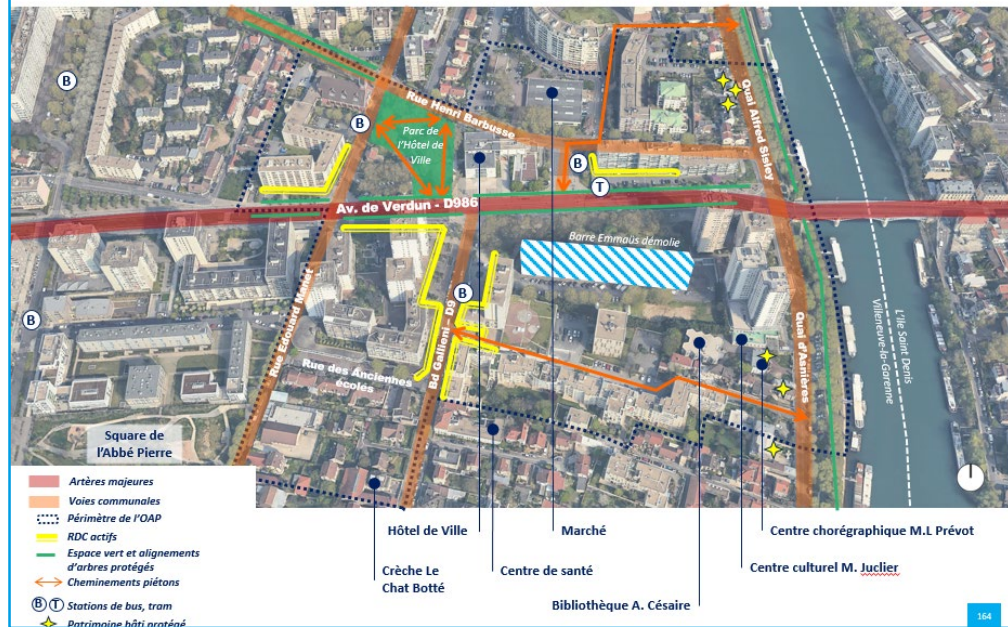 B
Rue Henri Barbusse
B
Parc de
l'Hôtel de
Ville
B
T
Quai Alfred Sisley
Av. de Verdun - D986
Barre Emmaüs démolie
B
B
Rue Edouard Manet
Bd Gallieni - D9
Rue des Anciennes
écoles
Quai d'Asnières
L'île Saint Denis
Villeneuve-la-Garenne
Square de
l'Abbé Pierre
Artères majeures
Voies communales
Périmètre de l'OAP
RDC actifs
Espace vert et alignements
d'arbres protégés
Cheminements piétons
B T Stations de bus, tram
Patrimoine bâti protégé
Hôtel de Ville
Marché
Centre chorégraphique M.L Prévot
Crèche Le
Chat Botté
Centre de santé
Centre culturel M. Juclier
Bibliothèque A. Césaire
164